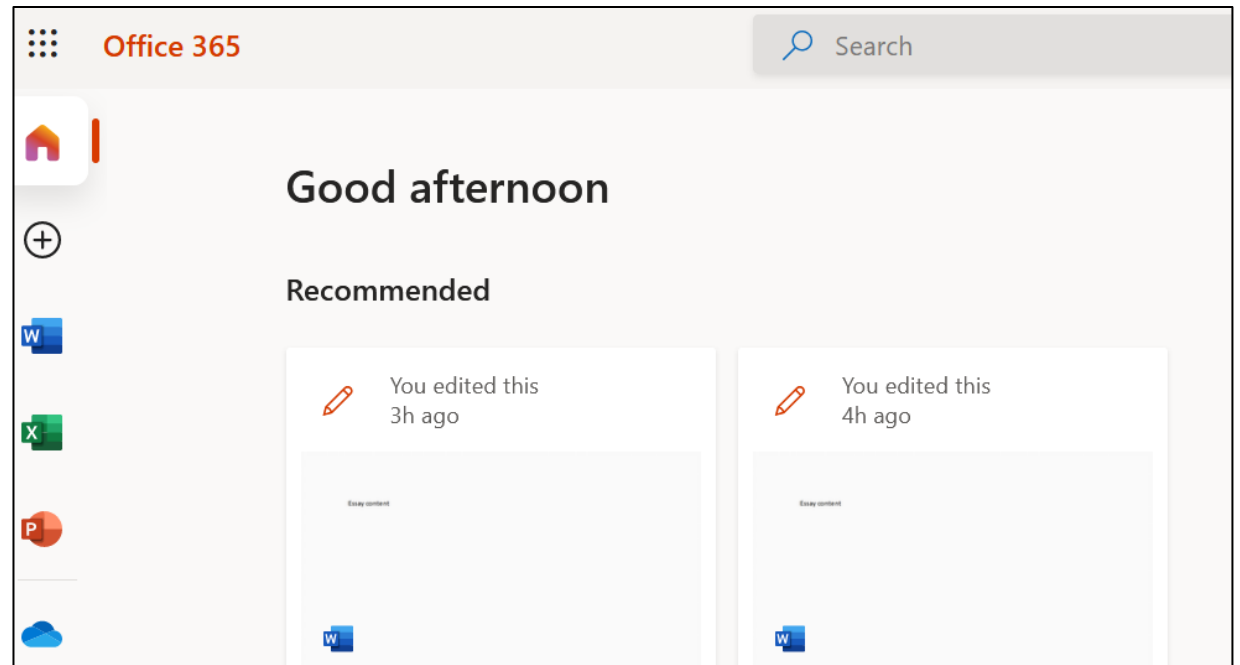 Office 365
Search
Good afternoon
Recommended
You edited this
3h ago
You edited this
4h ago
Essay content
Essay content
W
X
P
W
W